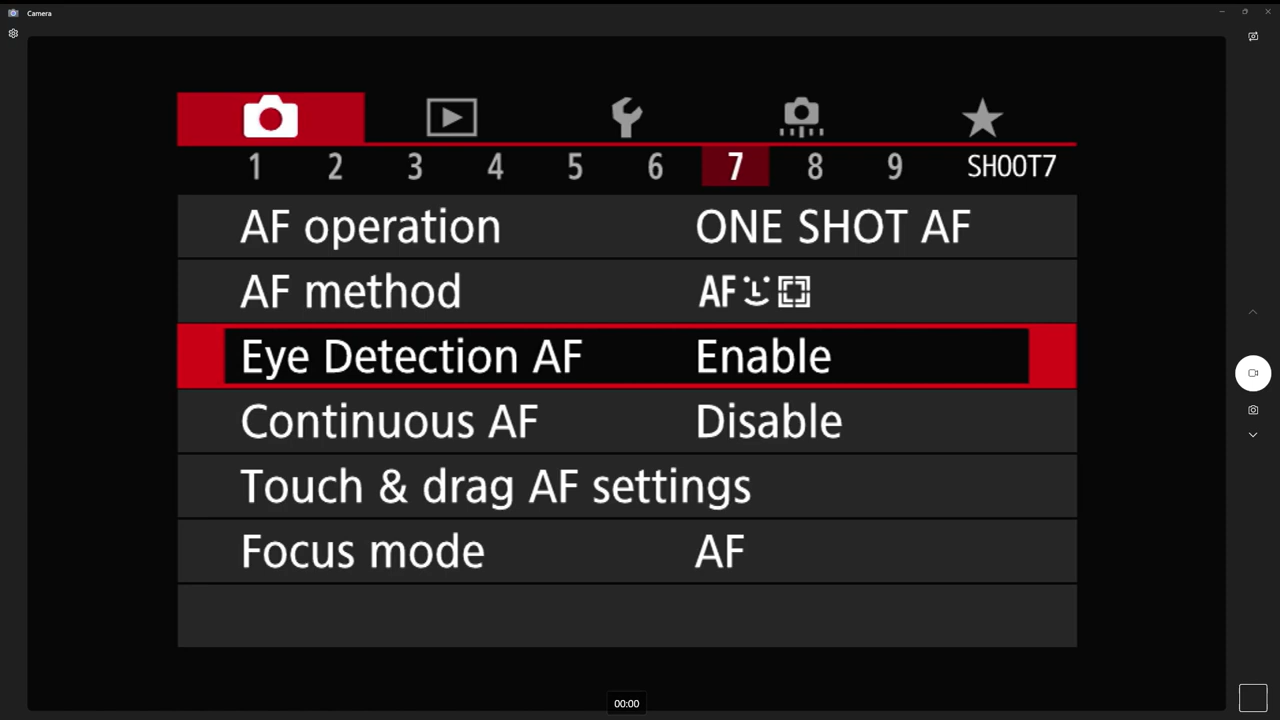 Camera
1 2 3 4 5 6 7 8 9 SHOOT7
AF operation ONE SHOT AF
AF method AF
Eye Detection AF Enable
Continuous AF Disable
Touch & drag AF settings
Focus mode AF
00:00